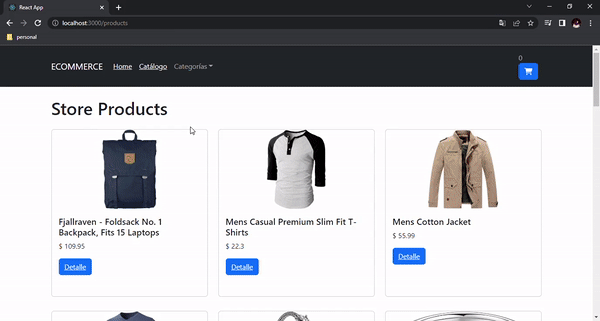 React App
localhost:3000/products
personal
ECOMMERCE Home Catálogo Categorías
0
Store Products
Fjallraven - Foldsack No. 1
Backpack, Fits 15 Laptops
$ 109,95
Detalle
Mens Casual Premium Slim Fit T-
Shirts
$ 22.3
Detalle
Mens Cotton Jacket
$ 55.99
Detalle